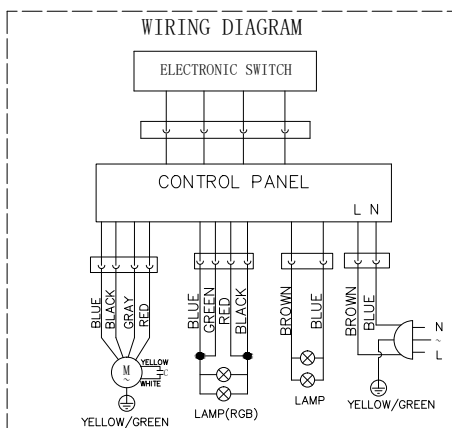 WIRING DIAGRAM
ELECTRONIC SWITCH
CONTROL PANEL
L N
BLUE
BLACK
GRAY
RED
BLUE
GREEN
RED
BLACK
BROWN
BLUE
BROWN
BLUE
N
~
L
M
~
YELLOW
C
WHITE
YELLOW/GREEN
LAMP(RGB)
LAMP
YELLOW/GREEN